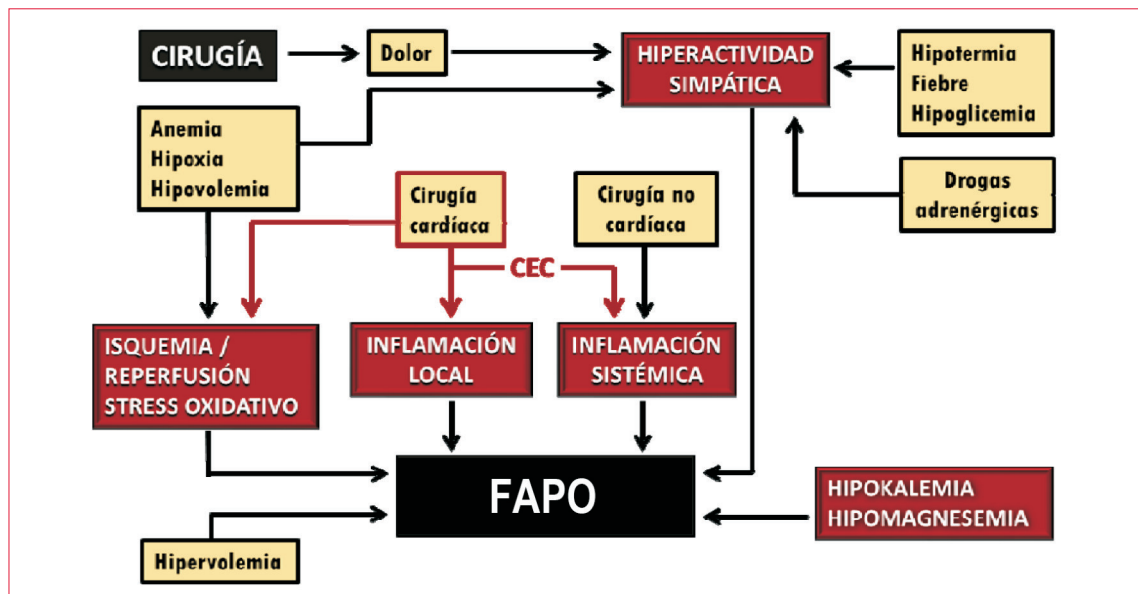 CIRUGÍA
Dolor
HIPERACTIVIDAD
SIMPÁTICA
Hipotermia
Fiebre
Hipoglicemia
Anemia
Hipoxia
Hipovolemia
Cirugía
cardíaca
Cirugía no
cardíaca
Drogas
adrenérgicas
CEC
ISQUEMIA /
REPERFUSIÓN
STRESS OXIDATIVO
INFLAMACIÓN
LOCAL
INFLAMACIÓN
SISTÉMICA
FAPO
HIPOKALEMIA
HIPOMAGNESEMIA
Hipervolemia